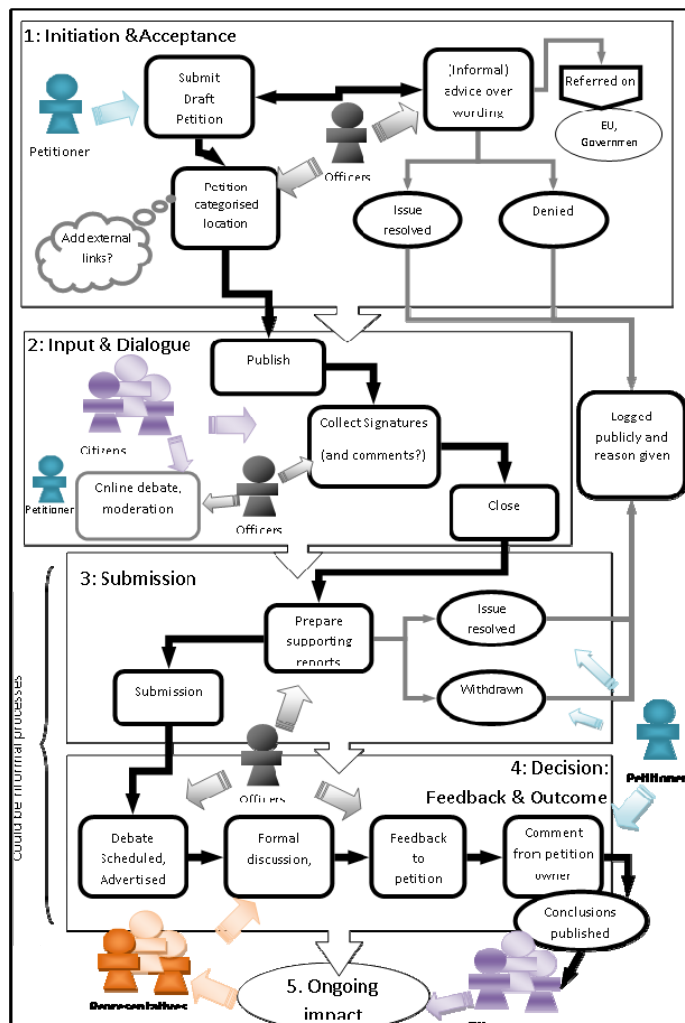 1: Initiation &Acceptance
Submit
Draft
Petition
(Informal)
advice over
wording
Referred on
EU,
Governmen
Petitioner
Officers
Petition
categorised
location
Add external
links?
Issue
resolved
Denied
2: Input & Dialogue
Publish
Citizens
Collect Signatures
(and comments?)
Logged
publicly and
reason given
Petitioner
Online debate,
moderation
Officers
Close
3: Submission
Prepare
supporting
reports
Issue
resolved
Submission
Withdrawn
Could be informal processes
Officers
Petitioner
4: Decision:
Feedback & Outcome
Debate
Scheduled,
Advertised
Formal
discussion,
Feedback
to
petition
Comment
from petition
owner
Conclusions
published
Representatives
5. Ongoing
impact